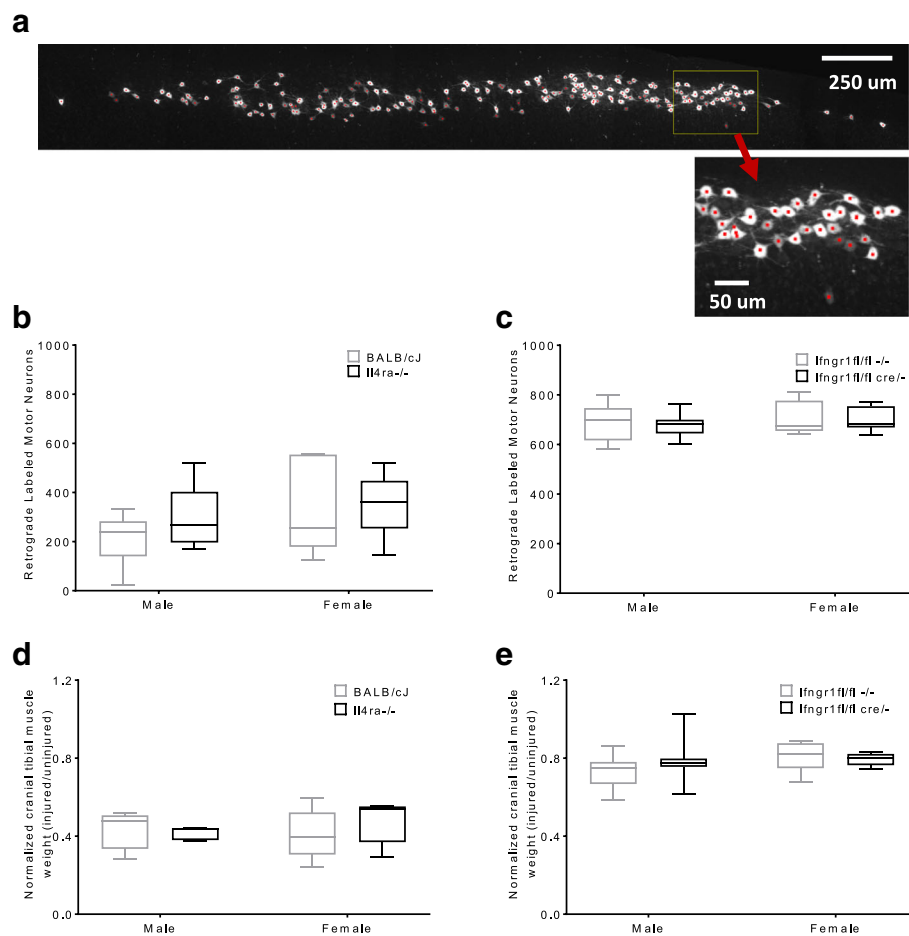 a
250 um
50 um
b
1000
800
600
400
200
0
Retrograde Labeled Motor Neurons
BALB/cJ
Il4ra-/-
Male
Female
c
1000
800
600
400
200
0
Retrograde Labeled Motor Neurons
Ifngr1fl/fl -/-
Ifngr1fl/fl cre/-
Male
Female
d
1.2
0.8
0.4
0.0
Normalized cranial tibial muscle
weight (injured/uninjured)
BALB/cJ
Il4ra-/-
Male
Female
e
1.2
0.8
0.4
0.0
Normalized cranial tibial muscle
weight (injured/uninjured)
Ifngr1fl/fl -/-
Ifngr1fl/fl cre/-
Male
Female